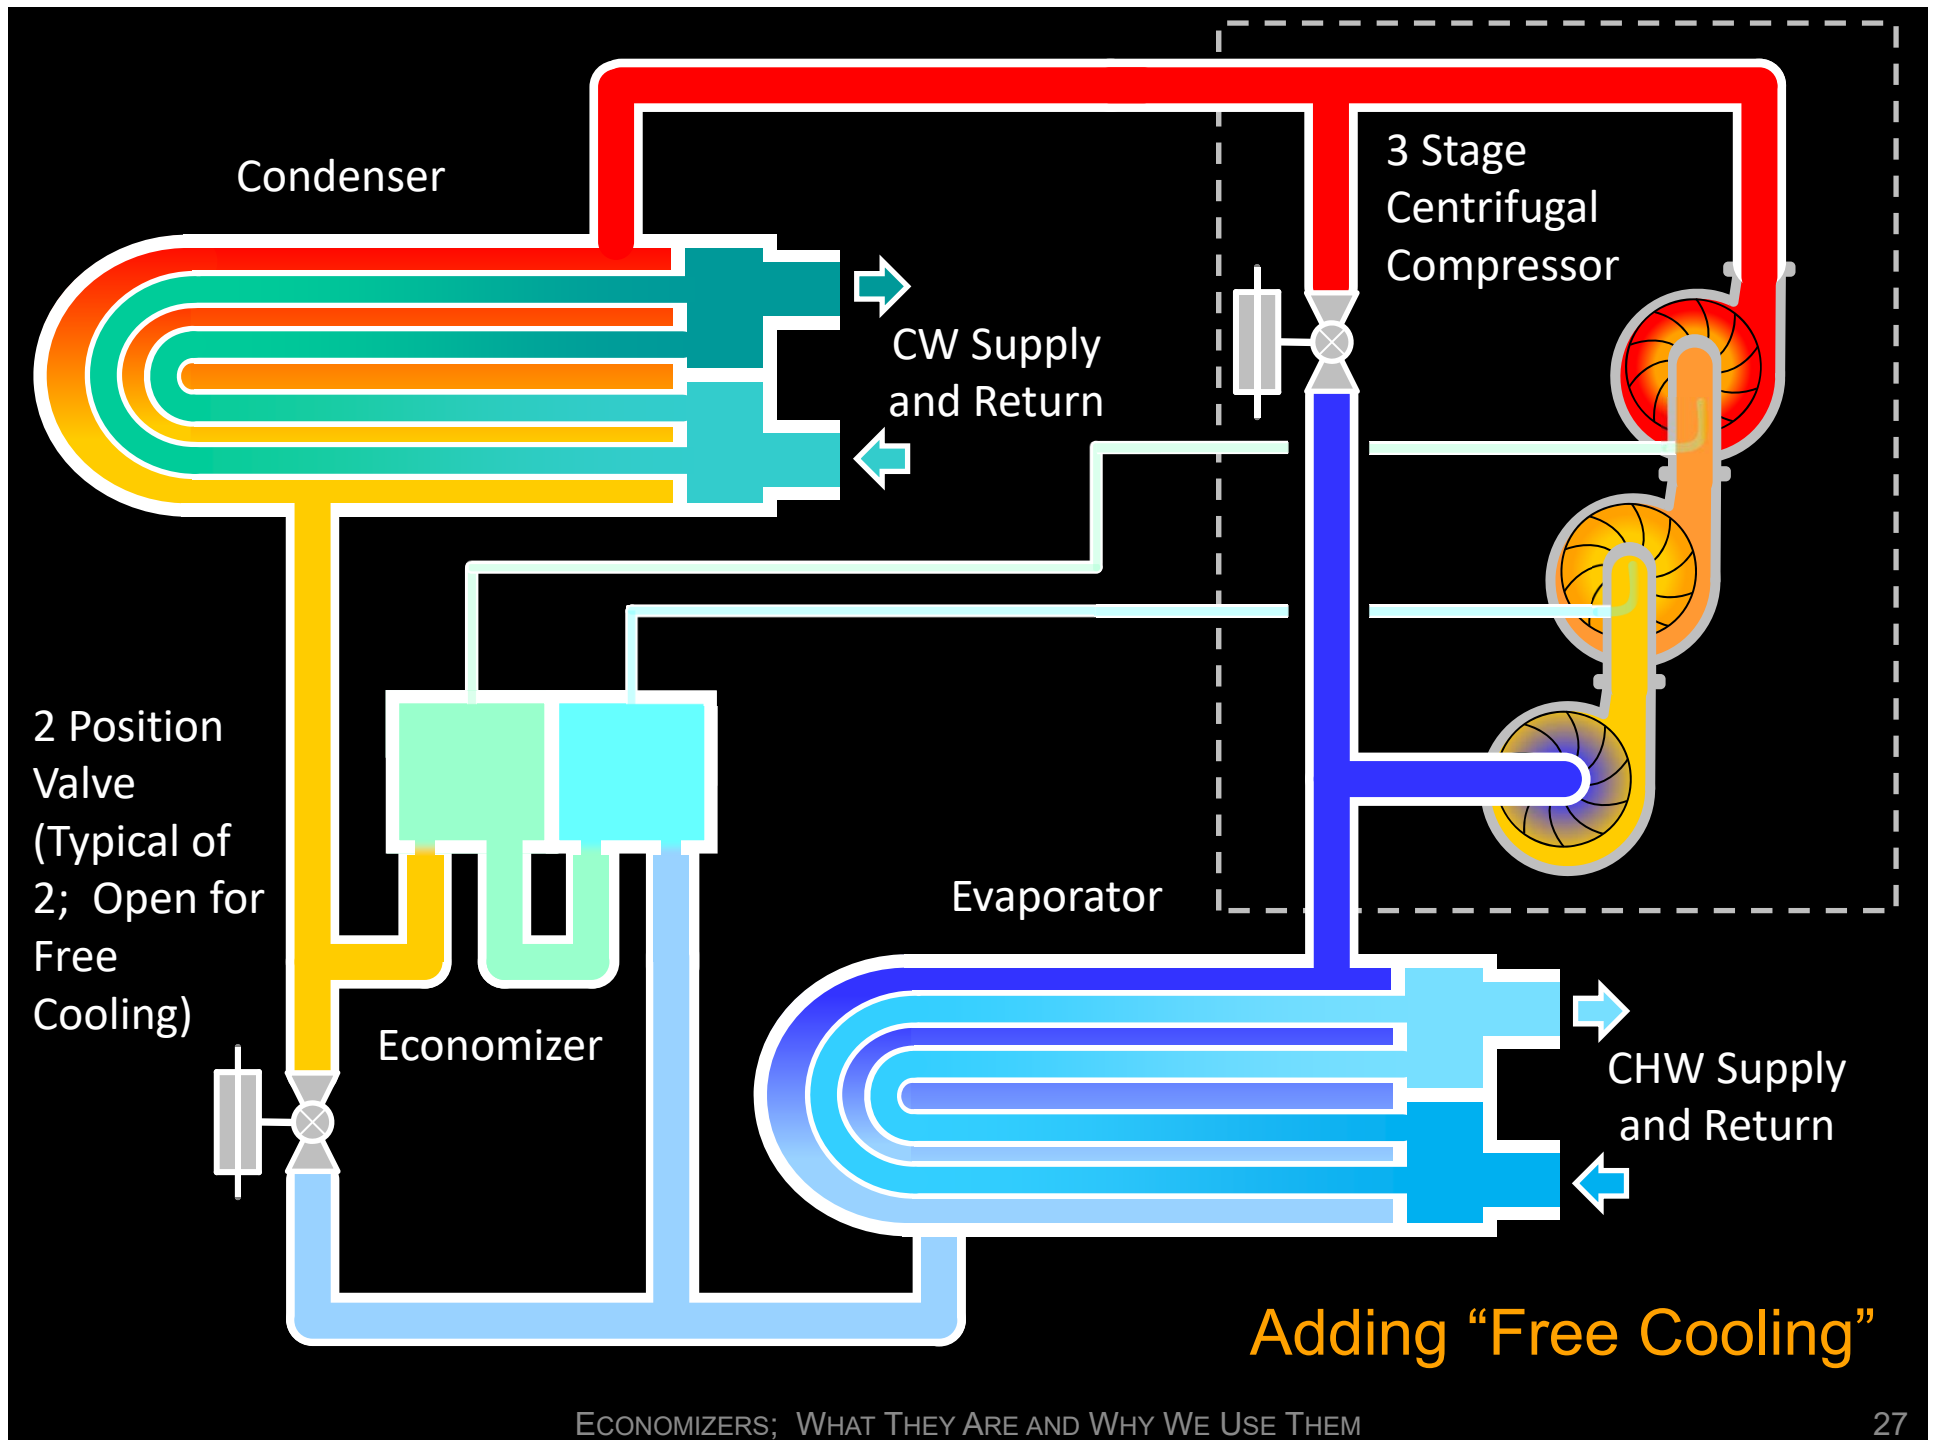 Condenser
3 Stage
Centrifugal
Compressor
CW Supply
and Return
2 Position
Valve
(Typical of
2;  Open for
Free
Cooling)
Economizer
Evaporator
CHW Supply
and Return
Adding “Free Cooling”
ECONOMIZERS;  WHAT THEY ARE AND WHY WE USE THEM
27